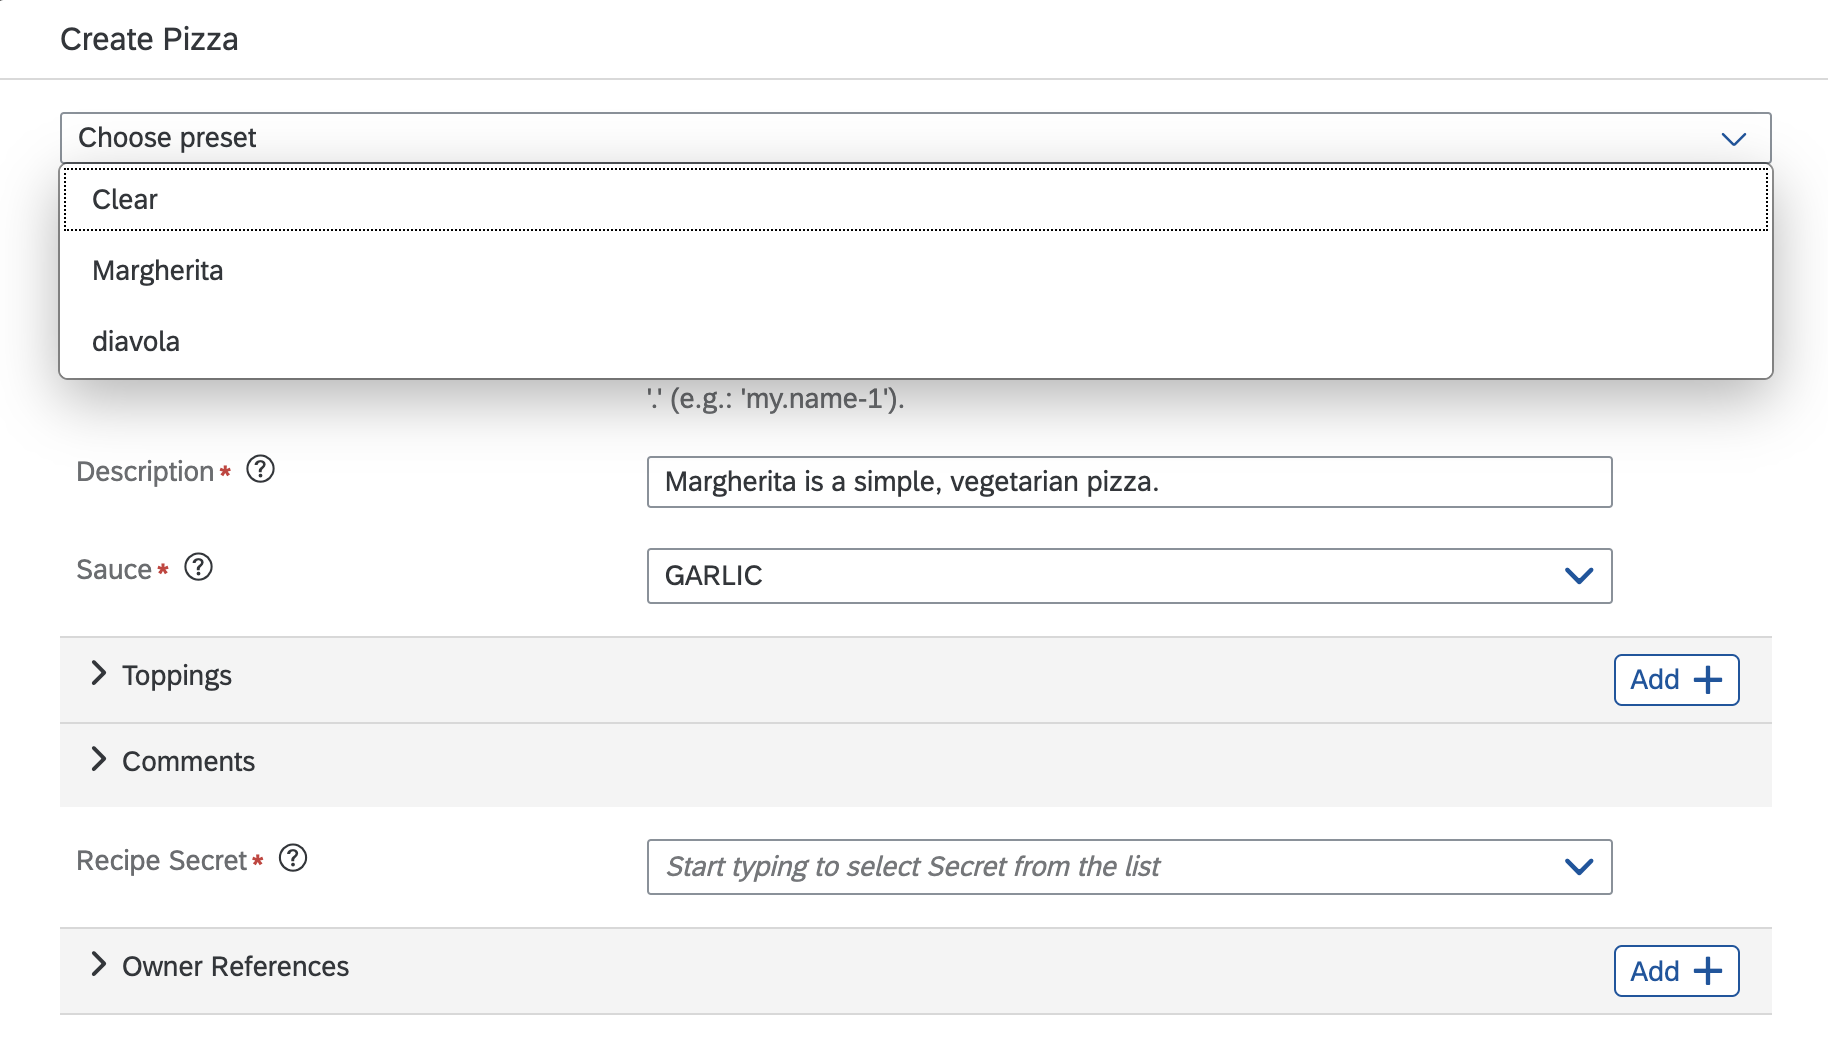 Create Pizza
Choose preset
Clear
Margherita
diavola
'.' (e.g.: 'my.name-1').
Description* ?
Margherita is a simple, vegetarian pizza.
Sauce* ?
GARLIC
Toppings
Add +
Comments
Recipe Secret* ?
Start typing to select Secret from the list
Owner References
Add +